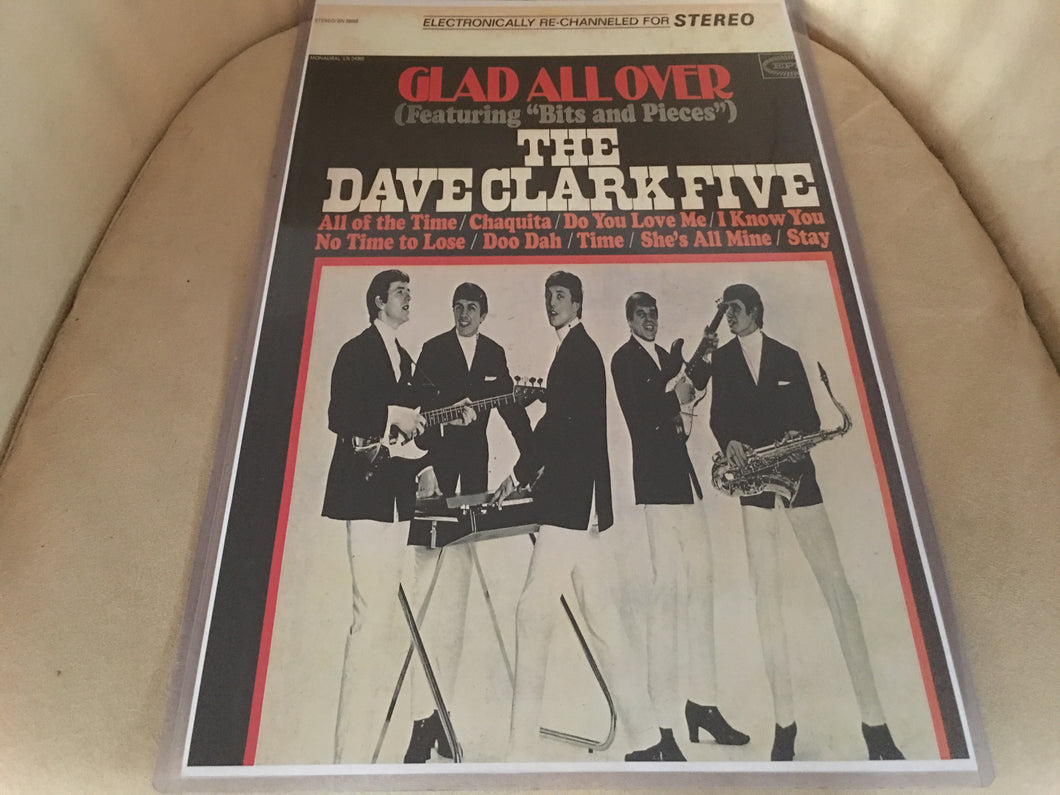 ELECTRONICALLY RE-CHANNELED FOR STEREO
GLAD ALL OVER
(Featuring "Bits and Pieces")
THE
DAVE CLARK FIVE
All of the Time / Chaquita / Do You Love Me / I Know You
No Time to Lose / Doo Dah / Time / She's All Mine / Stay